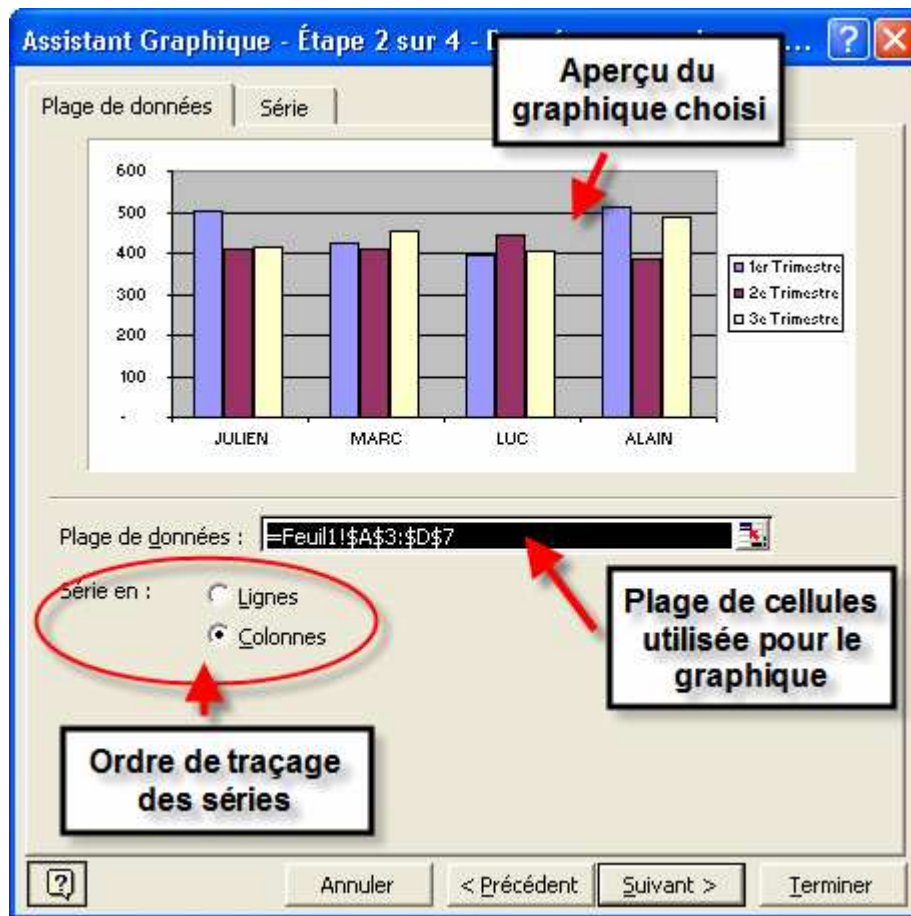 Assistant Graphique - Étape 2 sur 4 -
Aperçu du
graphique choisi
Plage de données
Série
600
500
400
300
200
100
-
JULIEN
MARC
LUC
ALAIN
1er Trimestre
2e Trimestre
3e Trimestre
Plage de données :
=Feuil1!$A$3:$D$7
Série en :
Lignes
Colonnes
Plage de cellules
utilisée pour le
graphique
Ordre de traçage
des séries
Annuler
< Précédent
Suivant >
Terminer